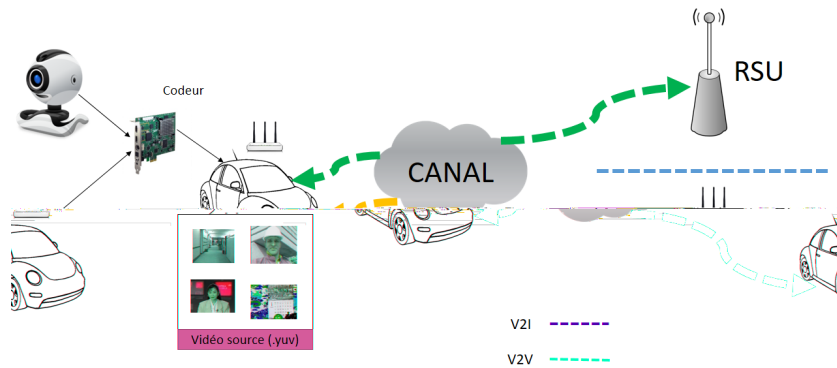 Codeur
RSU
CANAL
Vidéo source (.yuv)
V2I
V2V